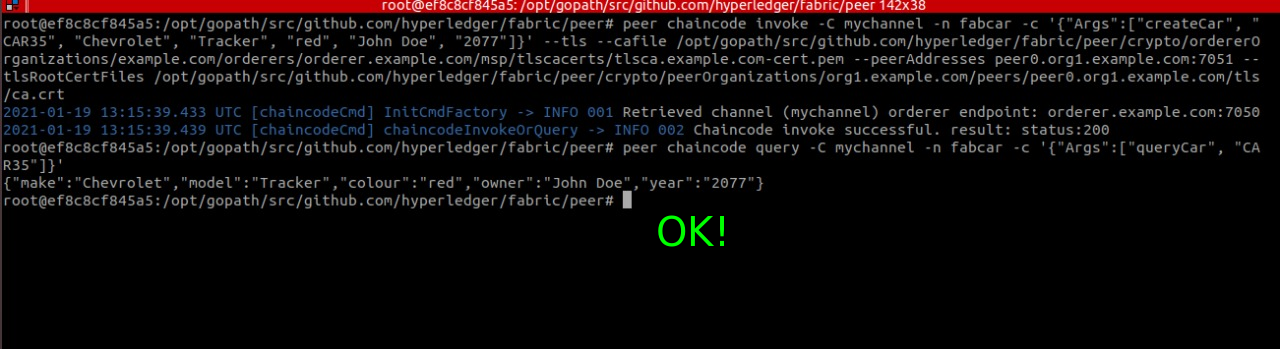 root@ef8c8cf845a5: /opt/gopath/src/github.com/hyperledger/fabric/peer 142x38
root@ef8c8cf845a5:/opt/gopath/src/github.com/hyperledger/fabric/peer# peer chaincode invoke -C mychannel -n fabcar -c '{"Args":["createCar", "
CAR35", "Chevrolet", "Tracker", "red", "John Doe", "2077"]}' --tls --cafile /opt/gopath/src/github.com/hyperledger/fabric/peer/crypto/ordererO
rganizations/example.com/orderers/orderer.example.com/msp/tlscacerts/tlsca.example.com-cert.pem --peerAddresses peer0.org1.example.com:7051 --
tlsRootCertFiles /opt/gopath/src/github.com/hyperledger/fabric/peer/crypto/peerOrganizations/org1.example.com/peers/peer0.org1.example.com/tls
/ca.crt
2021-01-19 13:15:39.433 UTC [chaincodeCmd] InitCmdFactory -> INFO 001 Retrieved channel (mychannel) orderer endpoint: orderer.example.com:7050
2021-01-19 13:15:39.439 UTC [chaincodeCmd] chaincodeInvokeOrQuery -> INFO 002 Chaincode invoke successful. result: status:200
root@ef8c8cf845a5:/opt/gopath/src/github.com/hyperledger/fabric/peer# peer chaincode query -C mychannel -n fabcar -c '{"Args":["queryCar", "CA
R35"]}'
{"make":"Chevrolet","model":"Tracker","colour":"red","owner":"John Doe","year":"2077"}
root@ef8c8cf845a5:/opt/gopath/src/github.com/hyperledger/fabric/peer#
OK!